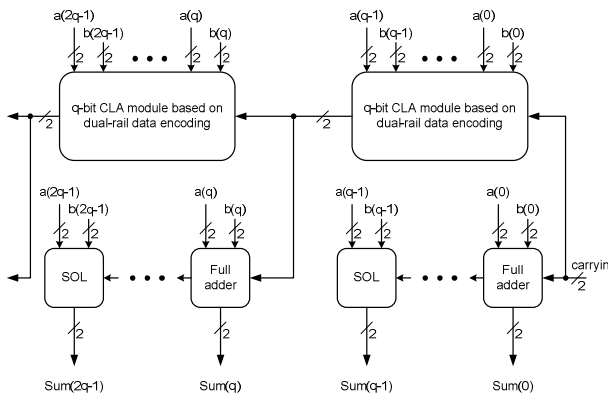 a(2q-1)
b(2q-1)
a(q)
b(q)
a(q-1)
b(q-1)
a(0)
b(0)
2
2
2
2
2
2
2
2
q-bit CLA module based on
dual-rail data encoding
q-bit CLA module based on
dual-rail data encoding
2
2
a(2q-1)
b(2q-1)
a(q)
b(q)
a(q-1)
b(q-1)
a(0)
b(0)
2
2
2
2
2
2
2
2
SOL
Full
adder
SOL
Full
adder
carryin
2
2
2
2
2
Sum(2q-1)
Sum(q)
Sum(q-1)
Sum(0)